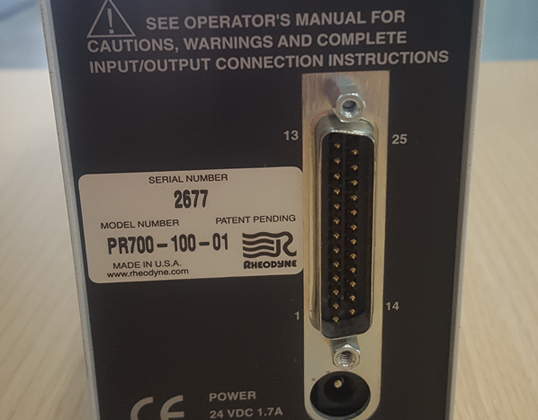 SEE OPERATOR'S MANUAL FOR
CAUTIONS, WARNINGS AND COMPLETE
INPUT/OUTPUT CONNECTION INSTRUCTIONS
13
25
SERIAL NUMBER
2677
MODEL NUMBER PATENT PENDING
PR700-100-01
RHEODYNE
MADE IN U.S.A.
www.rheodyne.com
1
14
CE
POWER
24 VDC 1.7A